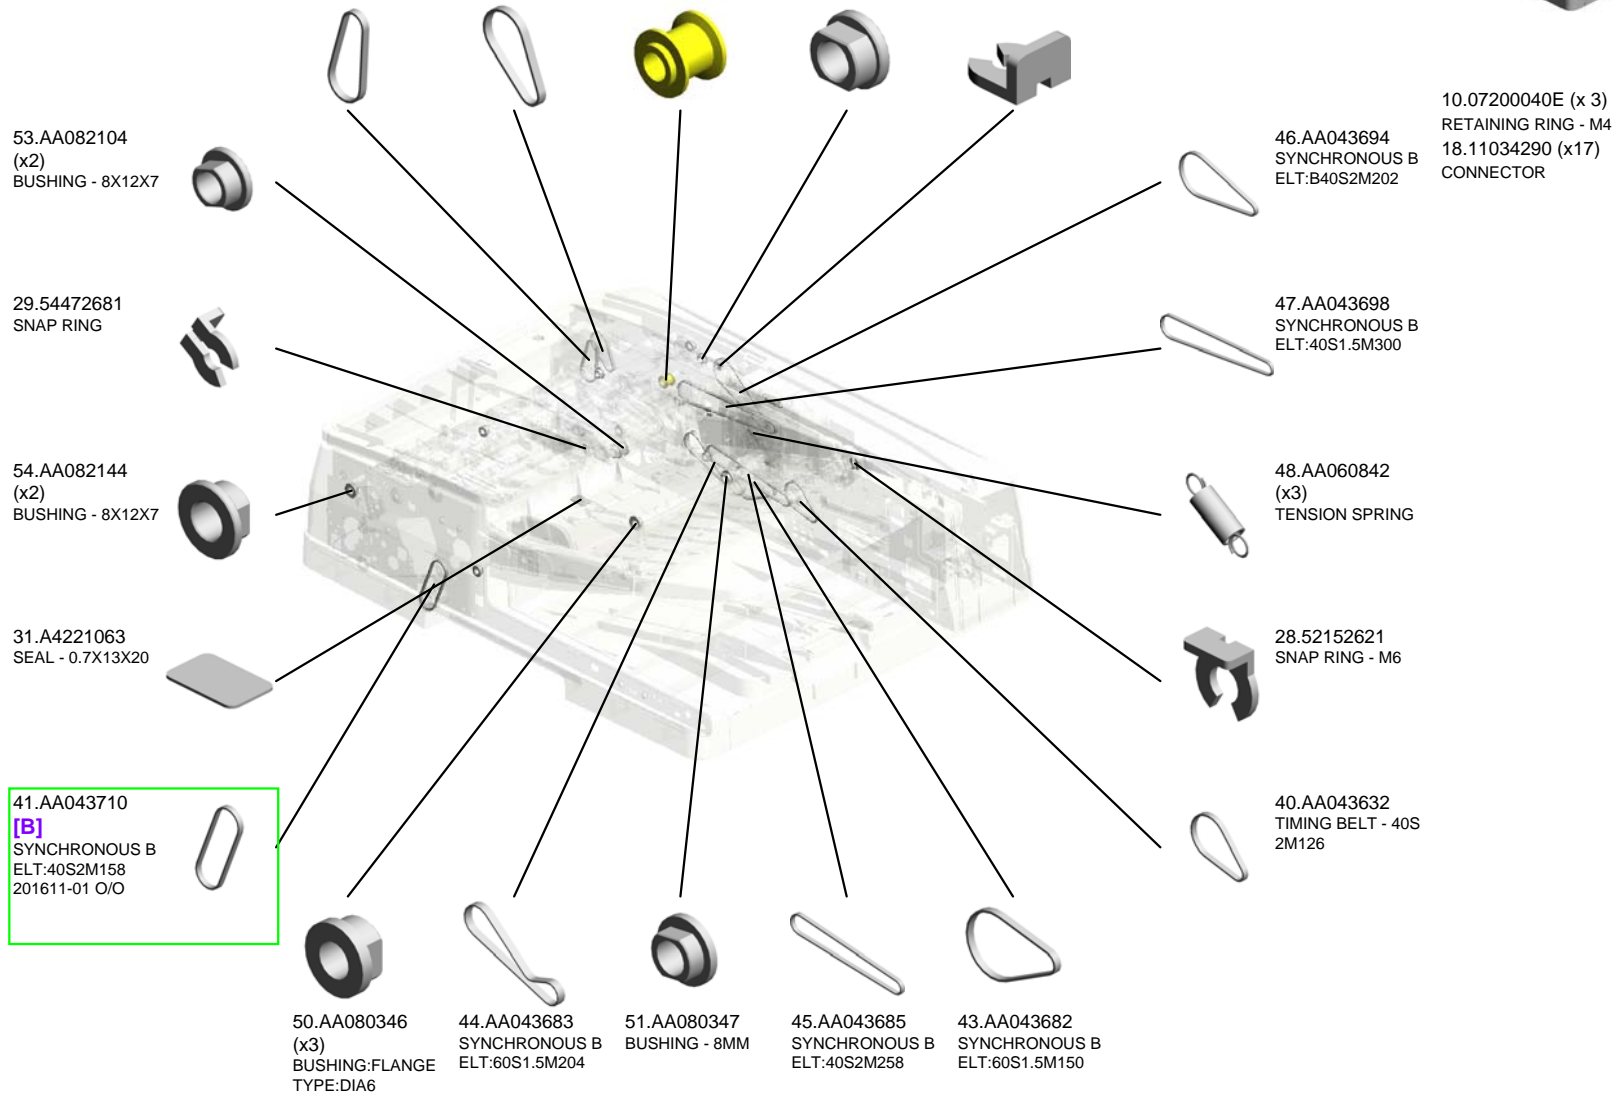 53.AA082104
(x2)
BUSHING - 8X12X7
29.54472681
SNAP RING
54.AA082144
(x2)
BUSHING - 8X12X7
31.A4221063
SEAL - 0.7X13X20
41.AA043710
[B]
SYNCHRONOUS B
ELT:40S2M158
201611-01 O/O
50.AA080346
(x3)
BUSHING:FLANGE
TYPE:DIA6
44.AA043683
SYNCHRONOUS B
ELT:60S1.5M204
51.AA080347
BUSHING - 8MM
45.AA043685
SYNCHRONOUS B
ELT:40S2M258
43.AA043682
SYNCHRONOUS B
ELT:60S1.5M150
46.AA043694
SYNCHRONOUS B
ELT:B40S2M202
47.AA043698
SYNCHRONOUS B
ELT:40S1.5M300
48.AA060842
(x3)
TENSION SPRING
28.52152621
SNAP RING - M6
40.AA043632
TIMING BELT - 40S
2M126
10.07200040E (x 3)
RETAINING RING - M4
18.11034290 (x17)
CONNECTOR